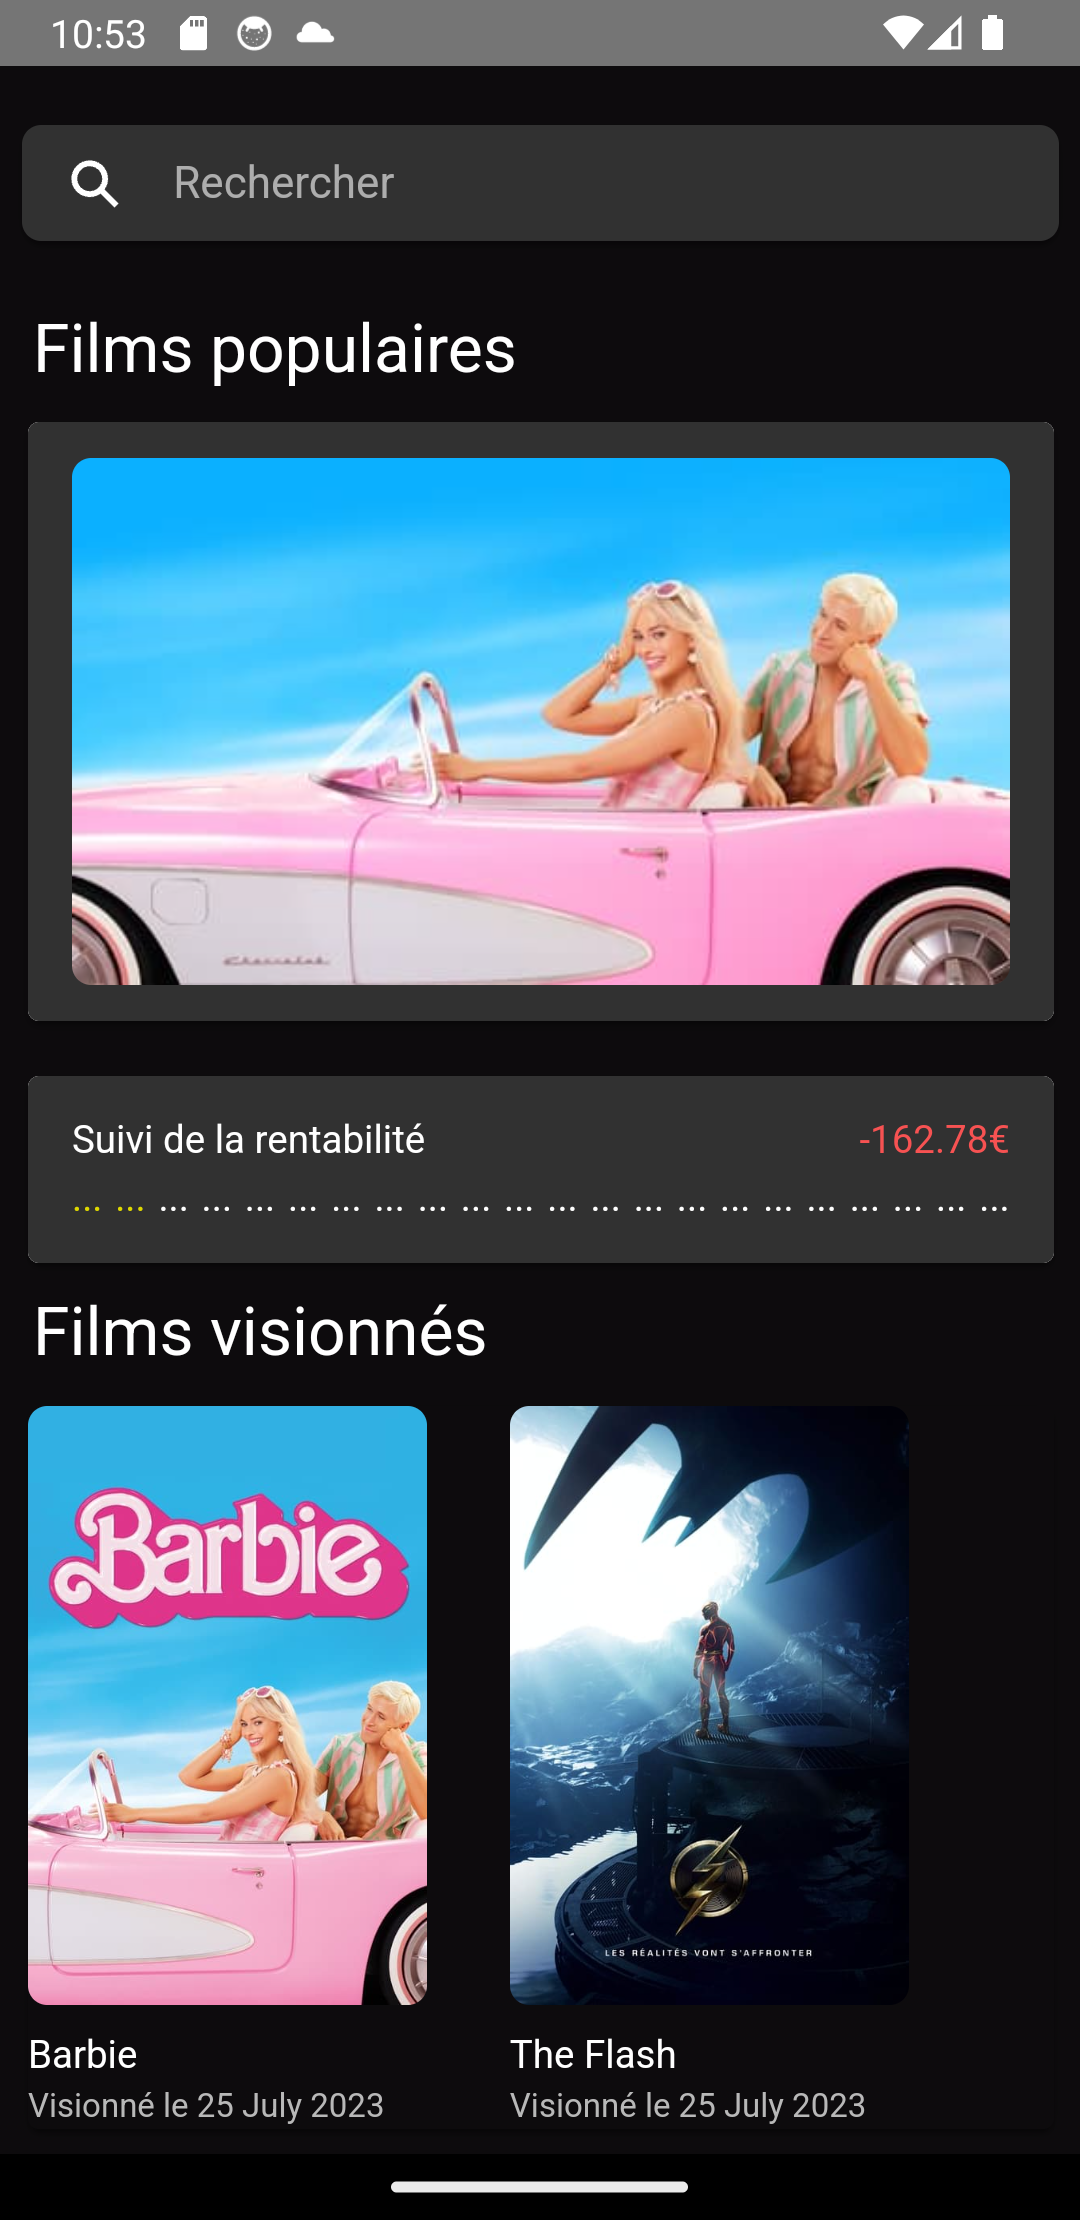 10:53
Rechercher
Films populaires
Chevrolet
Suivi de la rentabilité
-162.78€
Films visionnés
Barbie
LES RÉALITÉS VONT S'AFFRONTER
Barbie
The Flash
Visionné le 25 July 2023
Visionné le 25 July 2023